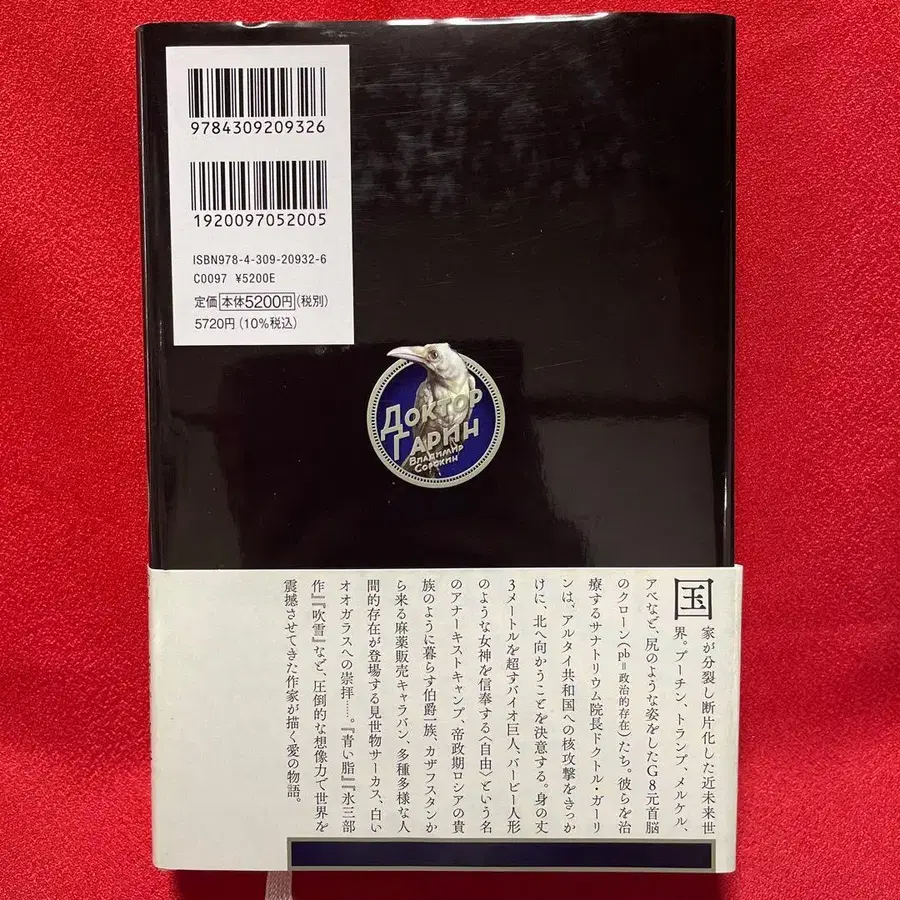 9784309209326
1920097052005
ISBN978-4-309-20932-6
C0097 ¥5200E
定価 本体5200円(税別)
5720円(10%税込)
ДОКТОР
ГАРИН
ВЛАДИМИР
СОРОКИН
国家が分裂し断片化した近未来世
界。プーチン、トランプ、メルケル、
アベなど、尻のような姿をしたG8元首脳
のクローン〈pb=政治的存在〉たち。彼らを治
療するサナトリウム院長ドクトル・ガーリ
ンは、アルタイ共和国への核攻撃をきっか
けに、北へ向かうことを決意する。身の丈
3メートルを超すバイオ巨人、バービー人形
のような女神を信奉する〈自由〉という名
のアナーキストキャンプ、帝政期ロシアの貴
族のように暮らす伯爵一族、カザフスタンか
ら来る麻薬販売キャラバン、多種多様な人
間的存在が登場する見世物サーカス、白い
オオガラスへの崇拝……。『青い脂』『氷三部
作』『吹雪』など、圧倒的な想像力で世界を
震撼させてきた作家が描く愛の物語。